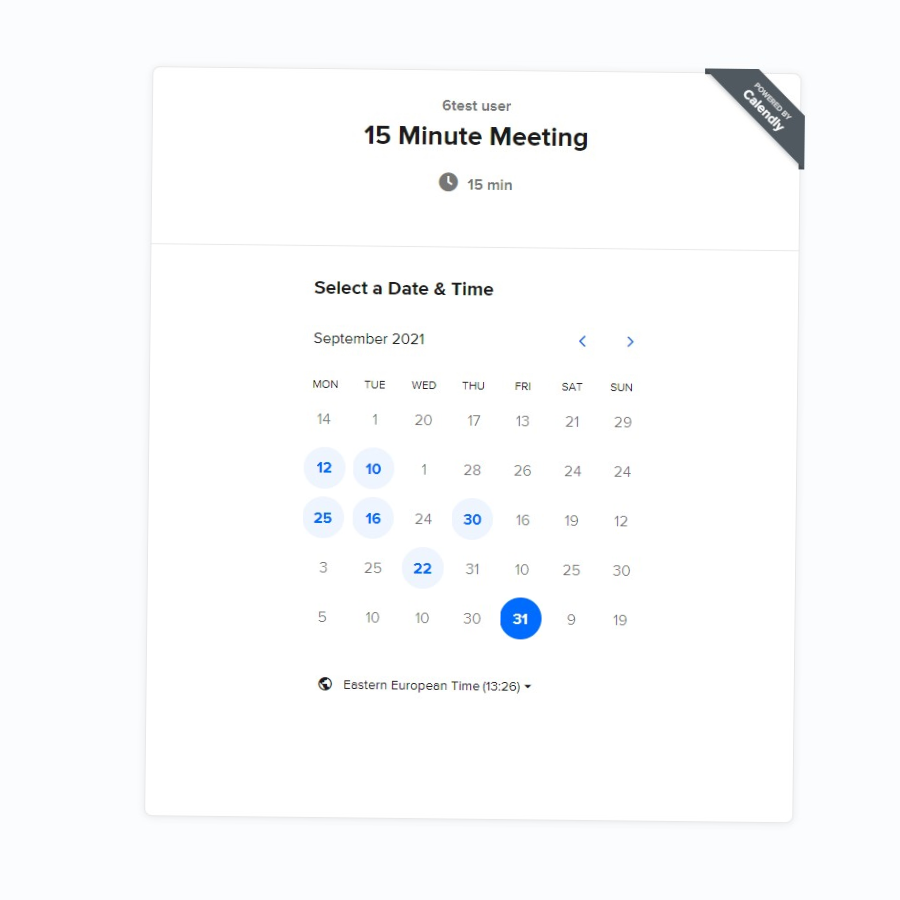 POWERED BY
Calendly
6test user
15 Minute Meeting
15 min
Select a Date & Time
September 2021
MON TUE WED THU FRI SAT SUN
14 1 20 17 13 21 29
12 10 1 28 26 24 24
25 16 24 30 16 19 12
3 25 22 31 10 25 30
5 10 10 30 31 9 19
Eastern European Time (13:26)